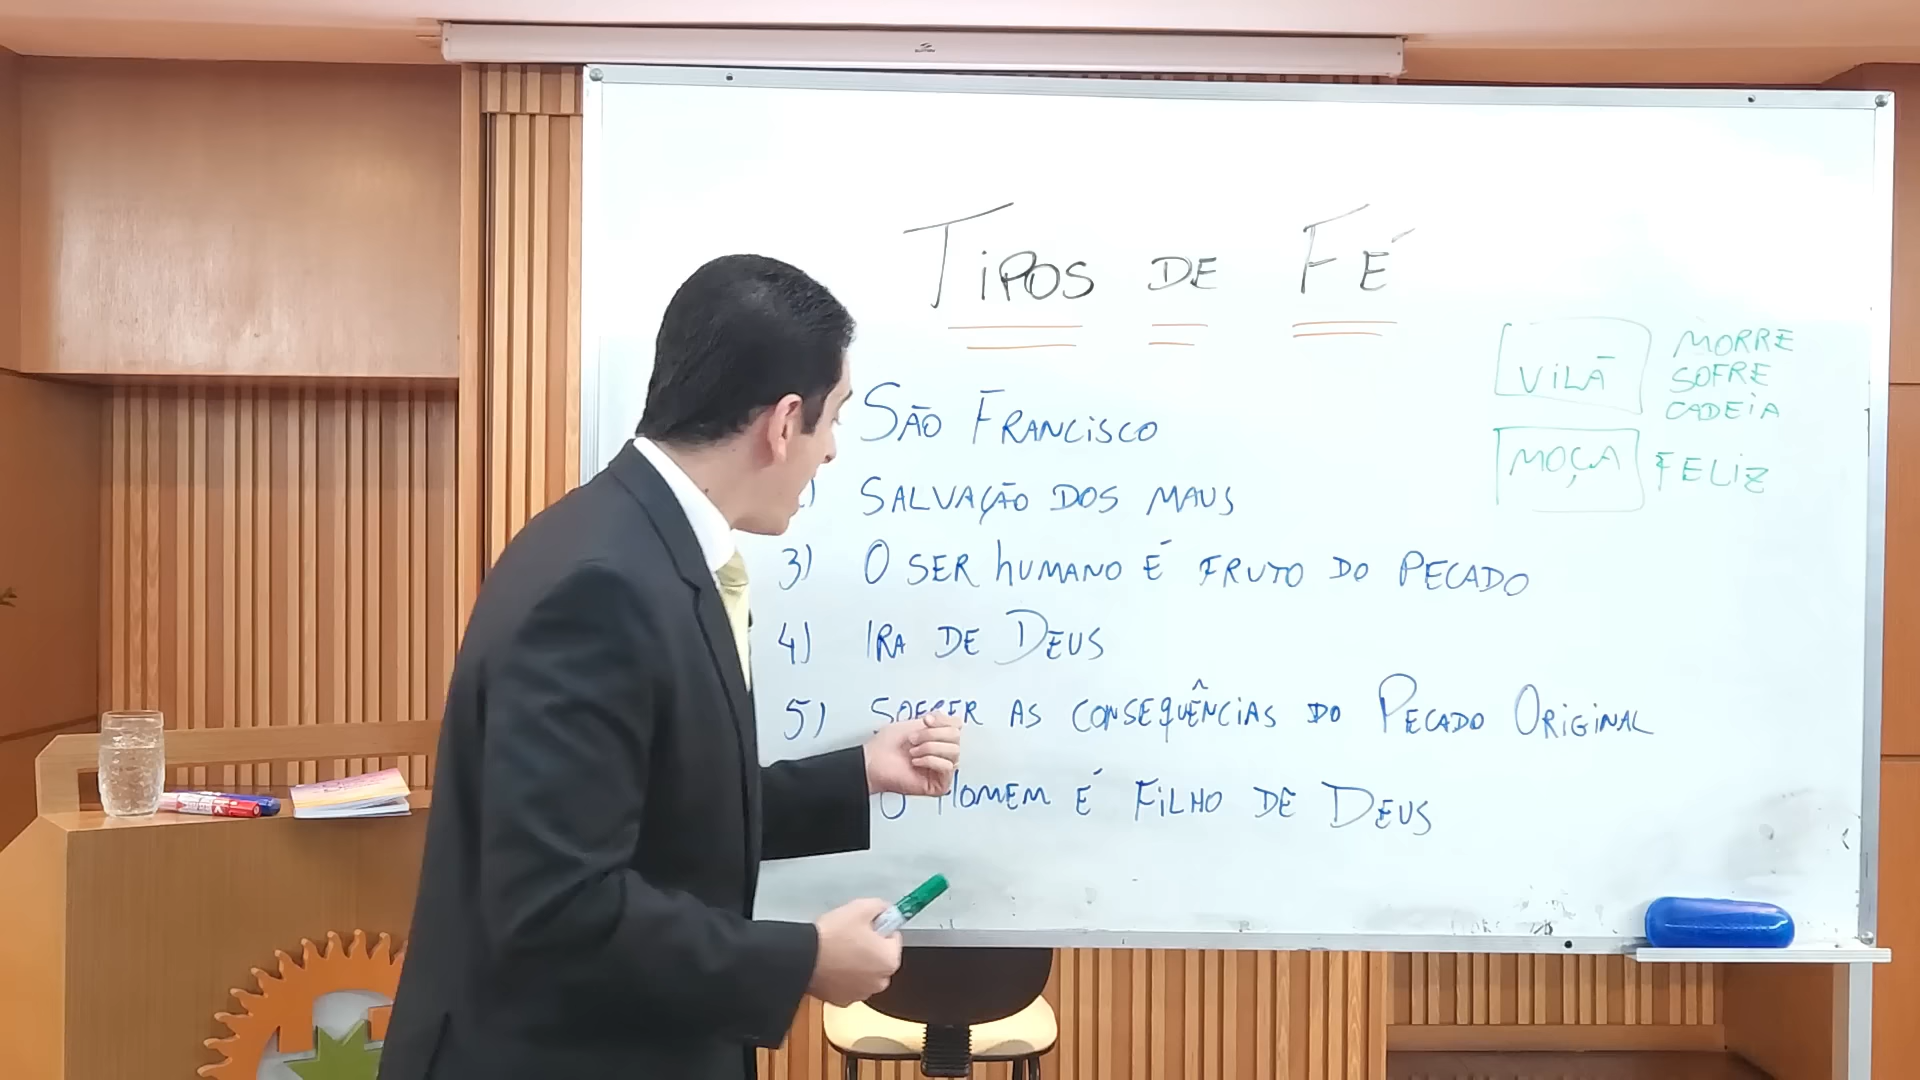 TIPOS DE FÉ
SÃO FRANCISCO
SALVAÇÃO DOS MAUS
3) O SER HUMANO É FRUTO DO PECADO
4) IRA DE DEUS
5) SOFRER AS CONSEQUÊNCIAS DO PECADO ORIGINAL
O HOMEM É FILHO DE DEUS
VILÃ
MORRE
SOFRE
CADEIA
MOÇA
FELIZ